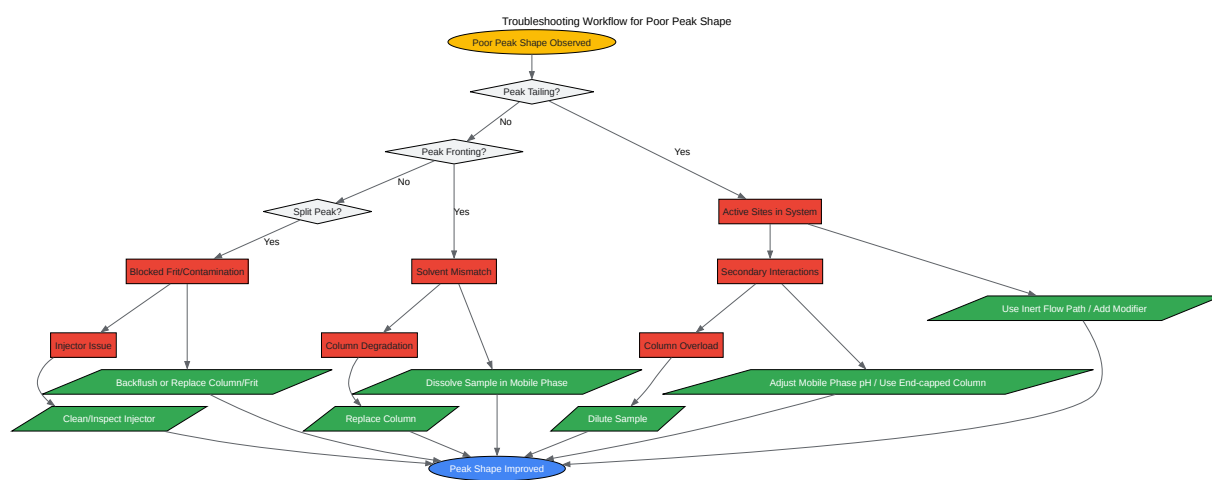 Troubleshooting Workflow for Poor Peak Shape
Poor Peak Shape Observed
Peak Tailing?
No
Peak Fronting?
Yes
No
Split Peak?
Yes
Active Sites in System
Yes
Blocked Frit/Contamination
Solvent Mismatch
Secondary Interactions
Use Inert Flow Path / Add Modifier
Injector Issue
Column Degradation
Column Overload
Backflush or Replace Column/Frit
Dissolve Sample in Mobile Phase
Adjust Mobile Phase pH / Use End-capped Column
Clean/Inspect Injector
Replace Column
Dilute Sample
Peak Shape Improved